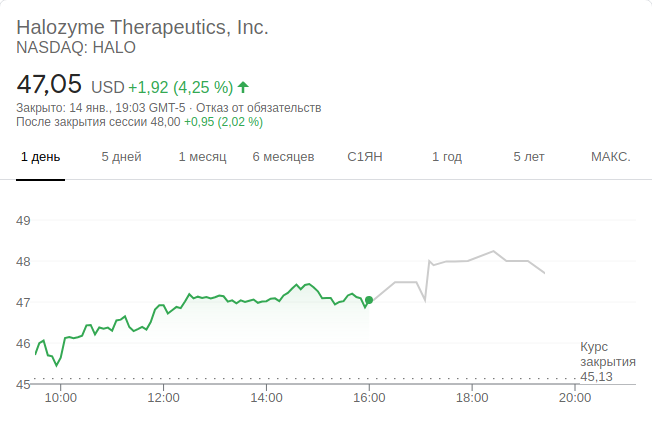 Halozyme Therapeutics, Inc.
NASDAQ: HALO
47,05 USD +1,92 (4,25 %)
Закрыто: 14 янв., 19:03 GMT-5 · Отказ от обязательств
После закрытия сессии 48,00 +0,95 (2,02 %)
1 день 5 дней 1 месяц 6 месяцев С1ЯН 1 год 5 лет МАКС.
49
48
47
46
45
Курс
закрытия
45,13
10:00 12:00 14:00 16:00 18:00 20:00